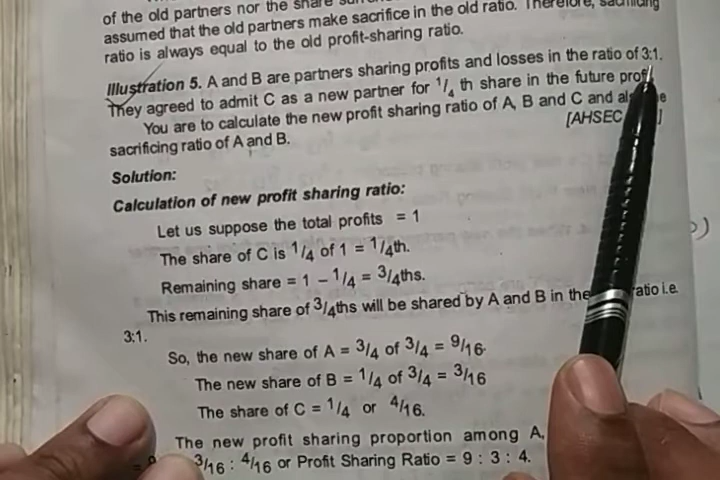 of the old partners nor the share
assumed that the old partners make sacrifice in the old ratio. Therefore, sacrificing
ratio is always equal to the old profit-sharing ratio.
Illustration 5. A and B are partners sharing profits and losses in the ratio of 3:1.
They agreed to admit C as a new partner for 1/4 th share in the future
You are to calculate the new profit sharing ratio of A, B and C and
sacrificing ratio of A and B.
[AHSEC ]
Solution:
Calculation of new profit sharing ratio:
Let us suppose the total profits = 1
The share of C is 1/4 of 1 = 1/4th.
Remaining share = 1 – 1/4 = 3/4ths.
This remaining share of 3/4ths will be shared by A and B in the ratio i.e.
3:1.
So, the new share of A = 3/4 of 3/4 = 9/16.
The new share of B = 1/4 of 3/4 = 3/16
The share of C = 1/4 or 4/16.
The new profit sharing proportion among A,
3/16 : 4/16 or Profit Sharing Ratio = 9 : 3 : 4.